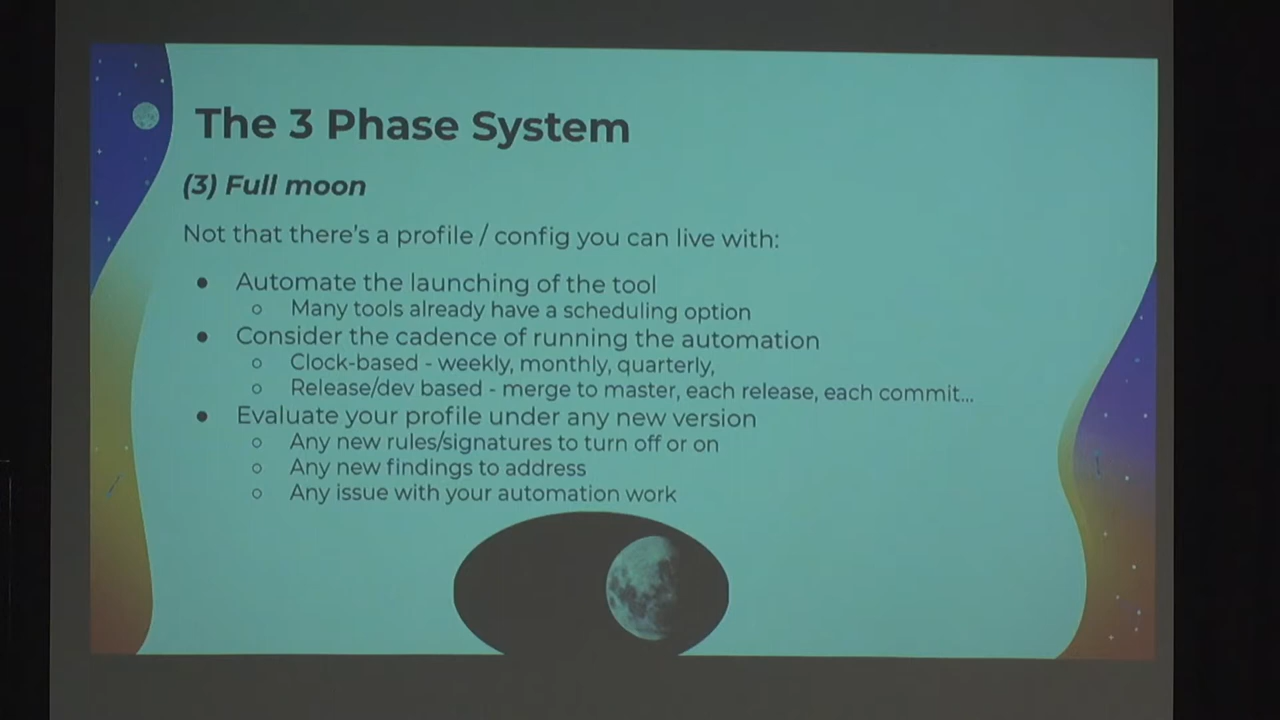 The 3 Phase System
(3) Full moon
Not that there's a profile / config you can live with:
● Automate the launching of the tool
○ Many tools already have a scheduling option
● Consider the cadence of running the automation
○ Clock-based - weekly, monthly, quarterly,
○ Release/dev based - merge to master, each release, each commit...
● Evaluate your profile under any new version
○ Any new rules/signatures to turn off or on
○ Any new findings to address
○ Any issue with your automation work